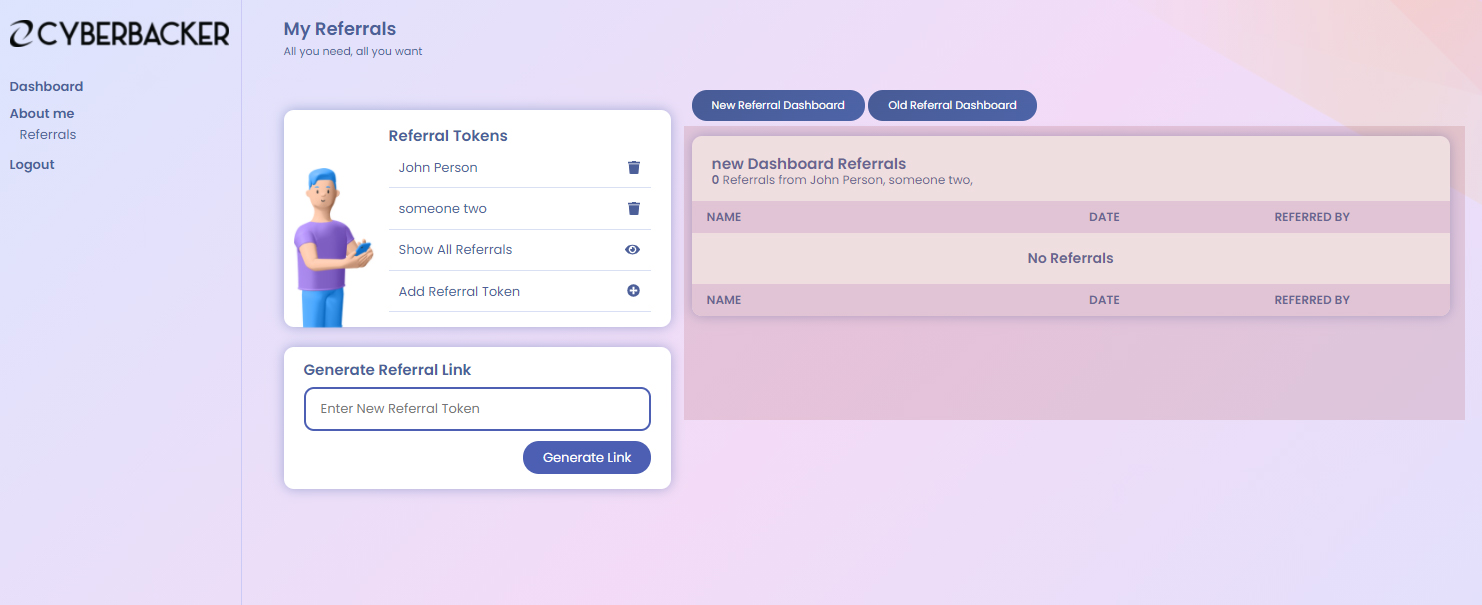 CYBERBACKER
Dashboard
About me
Referrals
Logout
My Referrals
All you need, all you want
Referral Tokens
John Person
someone two
Show All Referrals
Add Referral Token
Generate Referral Link
Enter New Referral Token
Generate Link
New Referral Dashboard Old Referral Dashboard
new Dashboard Referrals
0 Referrals from John Person, someone two,
NAME DATE REFERRED BY
No Referrals
NAME DATE REFERRED BY